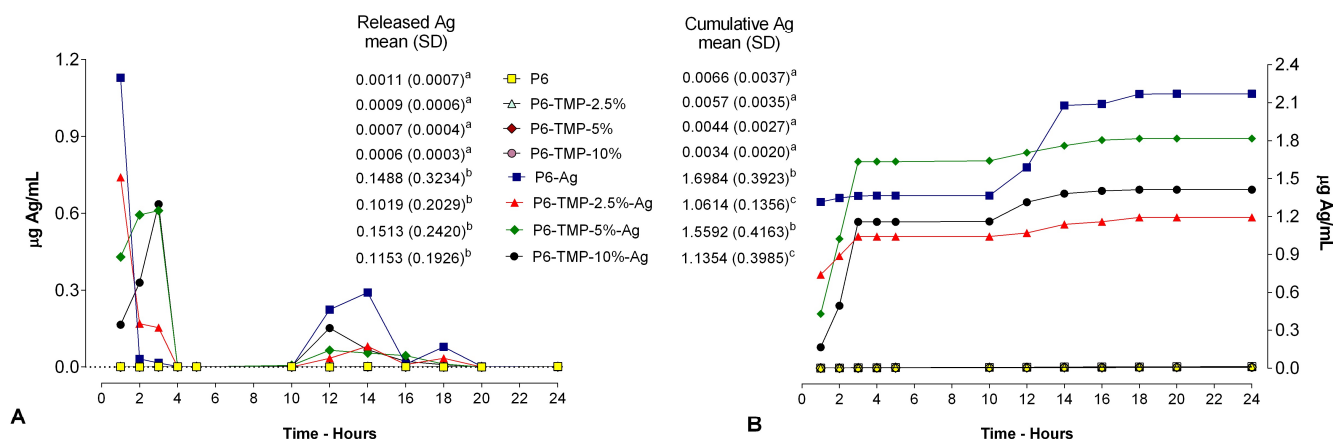 Released Ag
mean (SD)
0.0011 (0.0007)a
0.0009 (0.0006)a
0.0007 (0.0004)a
0.0006 (0.0003)a
0.1488 (0.3234)b
0.1019 (0.2029)b
0.1513 (0.2420)b
0.1153 (0.1926)b
P6
P6-TMP-2.5%
P6-TMP-5%
P6-TMP-10%
P6-Ag
P6-TMP-2.5%-Ag
P6-TMP-5%-Ag
P6-TMP-10%-Ag
Cumulative Ag
mean (SD)
0.0066 (0.0037)a
0.0057 (0.0035)a
0.0044 (0.0027)a
0.0034 (0.0020)a
1.6984 (0.3923)b
1.0614 (0.1356)c
1.5592 (0.4163)b
1.1354 (0.3985)c
1.2
0.9
0.6
0.3
0.0
µg Ag/mL
0 2 4 6 8 10 12 14 16 18 20 22 24
Time - Hours
A
2.4
2.1
1.8
1.5
1.2
0.9
0.6
0.3
0.0
µg Ag/mL
0 2 4 6 8 10 12 14 16 18 20 22 24
Time - Hours
B